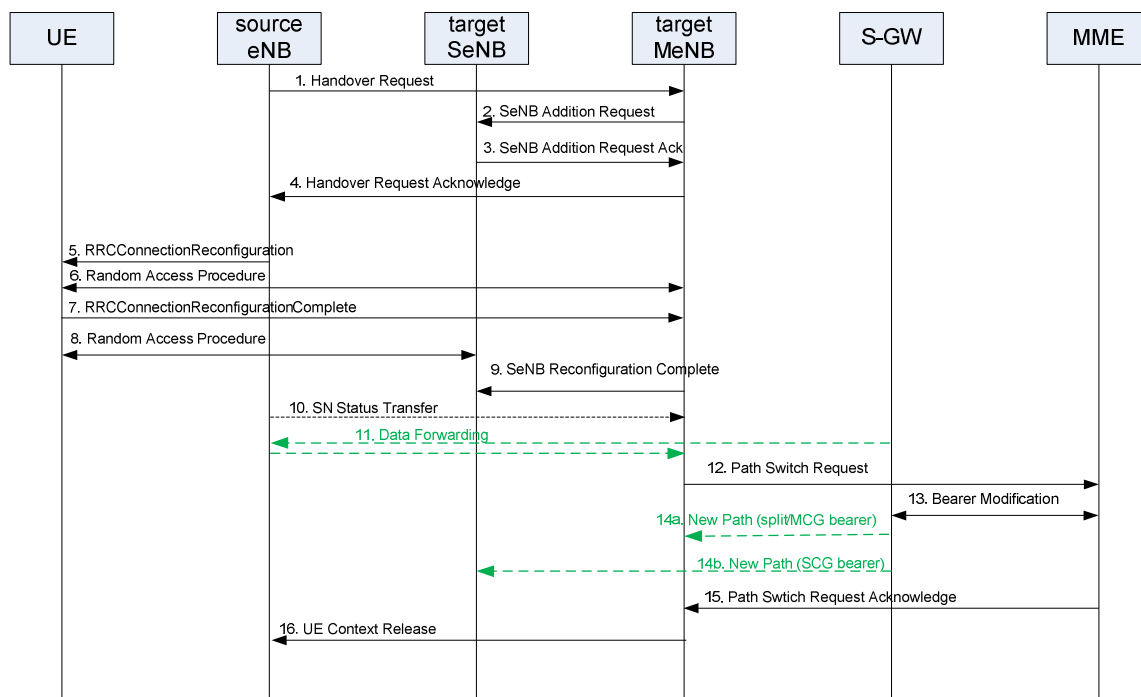 UE
source
eNB
target
SeNB
target
MeNB
S-GW
MME
1. Handover Request
2. SeNB Addition Request
3. SeNB Addition Request Ack
4. Handover Request Acknowledge
5. RRCConnectionReconfiguration
6. Random Access Procedure
7. RRCConnectionReconfigurationComplete
8. Random Access Procedure
9. SeNB Reconfiguration Complete
10. SN Status Transfer
11. Data Forwarding
12. Path Switch Request
13. Bearer Modification
14a. New Path (split/MCG bearer)
14b. New Path (SCG bearer)
15. Path Swtich Request Acknowledge
16. UE Context Release